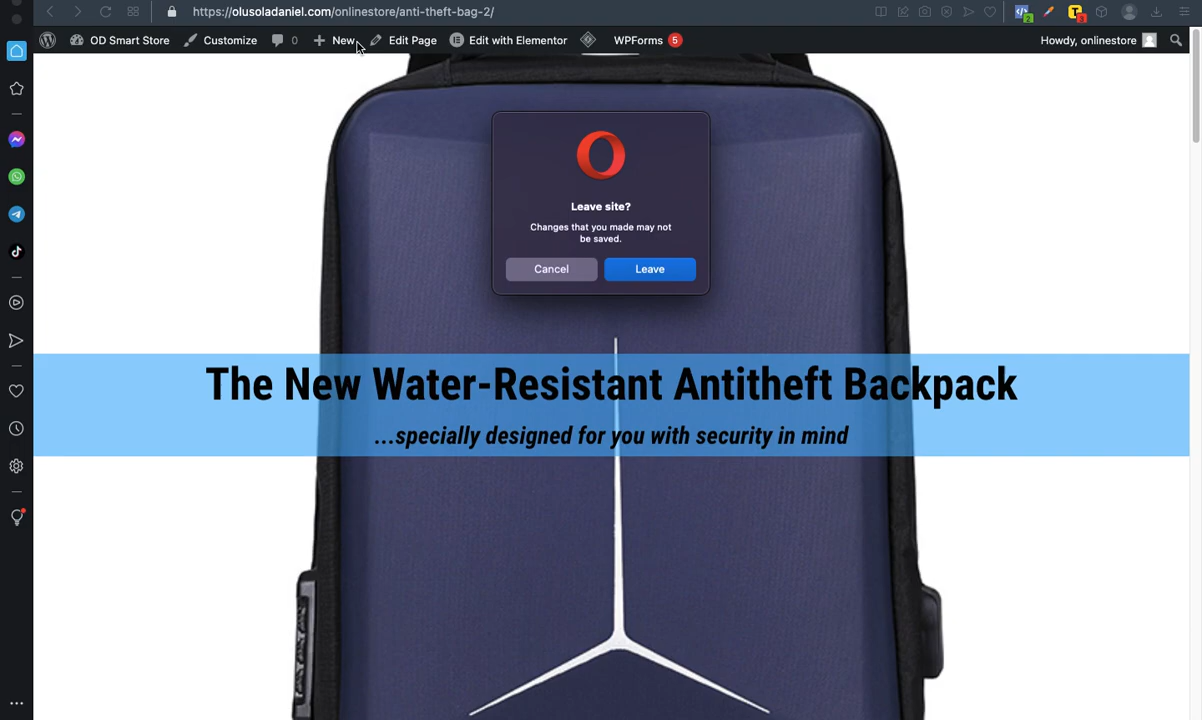 https://olusoladaniel.com/onlinestore/anti-theft-bag-2/
OD Smart Store Customize 0 New Edit Page Edit with Elementor WPForms 5 Howdy, onlinestore
Leave site?
Changes that you made may not
be saved.
Cancel Leave
The New Water-Resistant Antitheft Backpack
...specially designed for you with security in mind